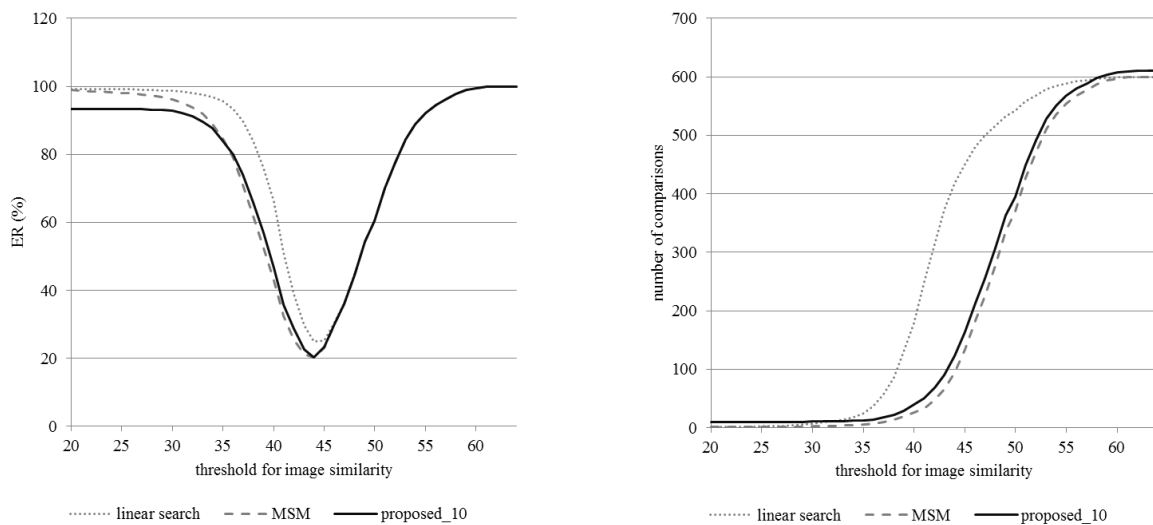 120
100
80
60
40
20
0
ER (%)
20 25 30 35 40 45 50 55 60
threshold for image similarity
linear search MSM proposed_10
700
600
500
400
300
200
100
0
number of comparisons
20 25 30 35 40 45 50 55 60
threshold for image similarity
linear search MSM proposed_10